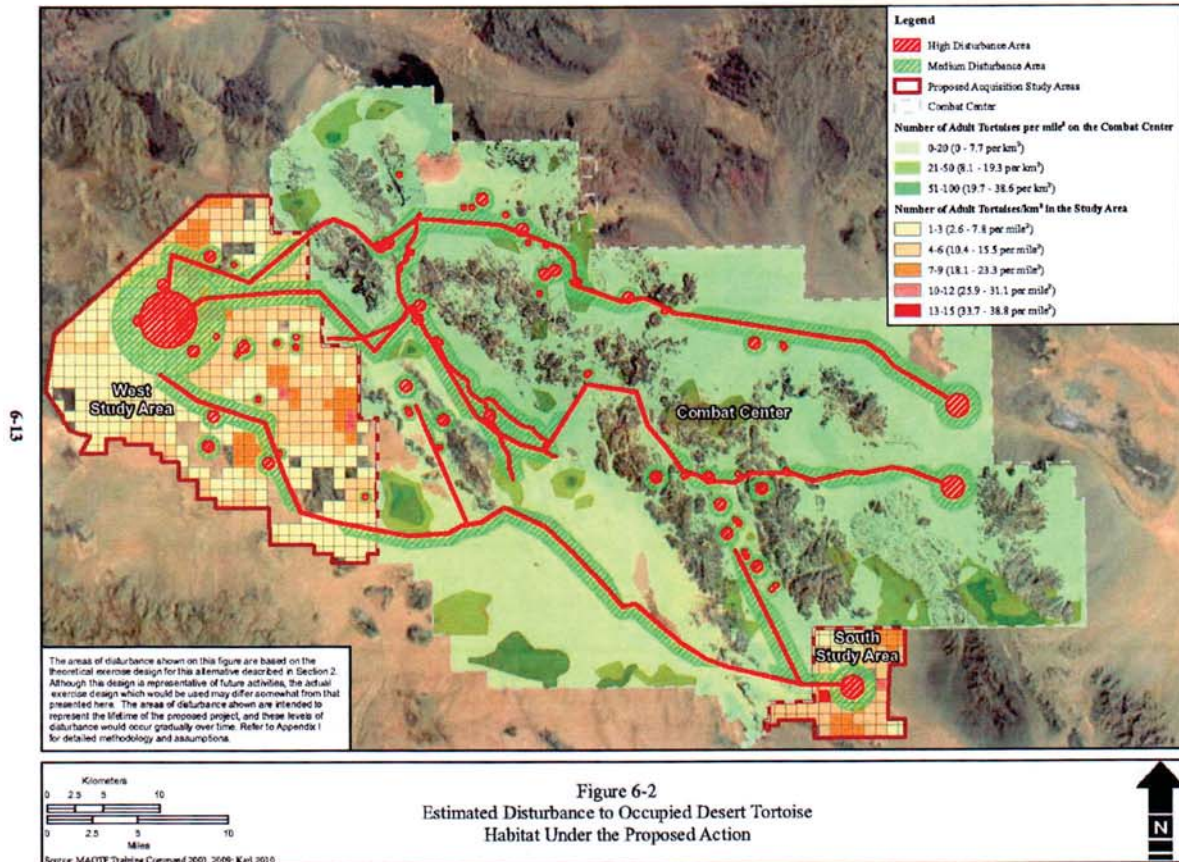 Legend
High Disturbance Area
Medium Disturbance Area
Proposed Acquisition Study Areas
Combat Center
Number of Adult Tortoises per mile² on the Combat Center
0-20 (0 - 7.7 per km²)
21-50 (8.1 - 19.3 per km²)
51-100 (19.7 - 38.6 per km²)
Number of Adult Tortoises/km² in the Study Area
1-3 (2.6 - 7.8 per mile²)
4-6 (10.4 - 15.5 per mile²)
7-9 (18.1 - 23.3 per mile²)
10-12 (25.9 - 31.1 per mile²)
13-15 (33.7 - 38.8 per mile²)
West
Study Area
Combat Center
South
Study Area
6-13
The areas of disturbance shown on this figure are based on the
theoretical exercise design for this alternative described in Section 2.
Although this design is representative of future activities, the actual
exercise design which would be used may differ somewhat from that
presented here. The areas of disturbance shown are intended to
represent the lifetime of the proposed project, and these levels of
disturbance would occur gradually over time. Refer to Appendix I
for detailed methodology and assumptions.
Kilometers
0 2.5 5 10
0 2.5 5 10
Miles
Source: MAGTF Training Command 2001, 2009; Karl 2010
Figure 6-2
Estimated Disturbance to Occupied Desert Tortoise
Habitat Under the Proposed Action
N